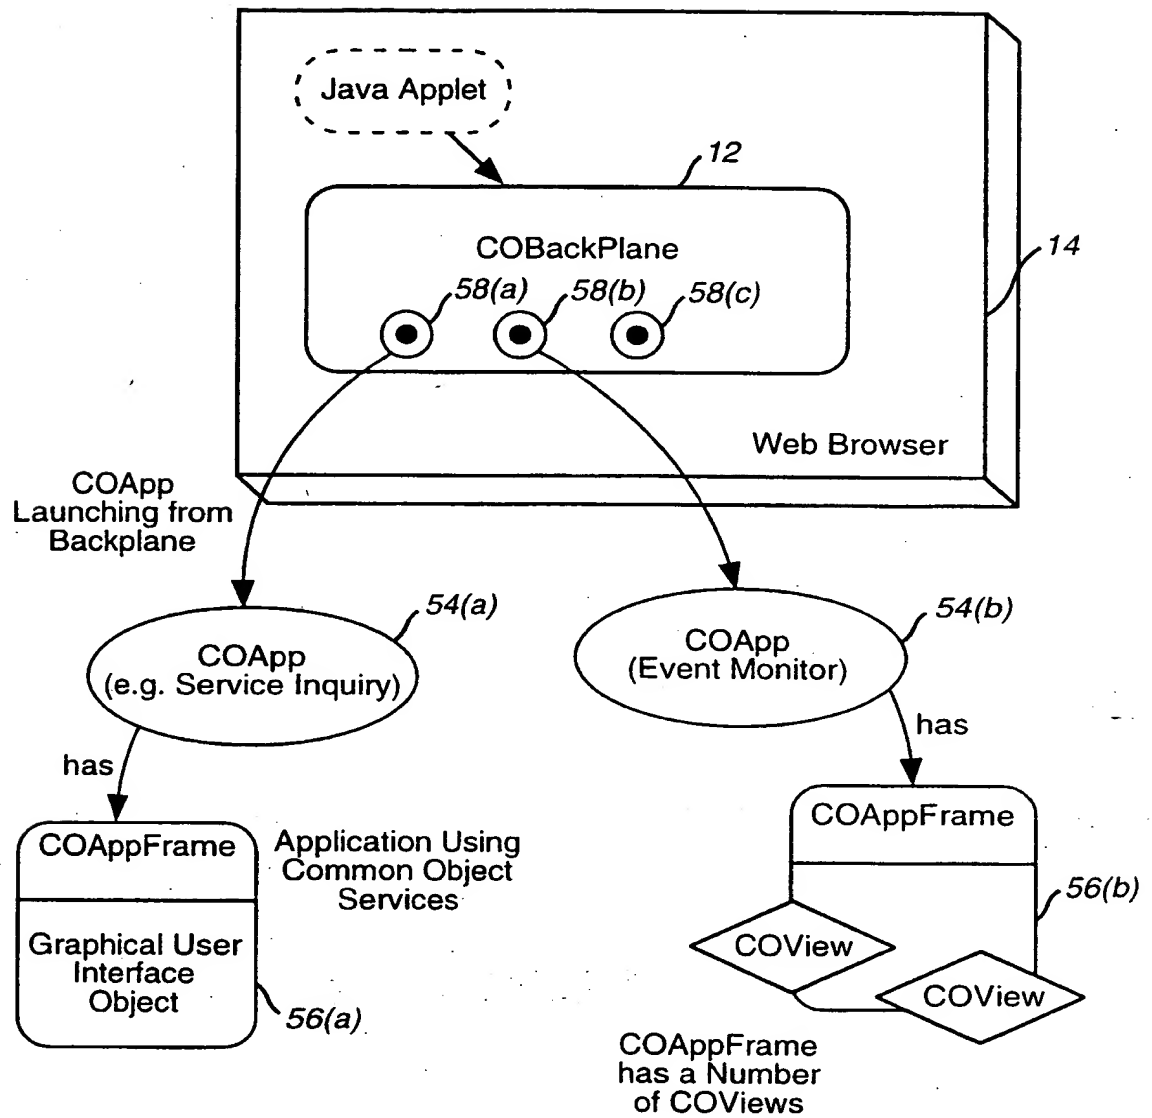 Java Applet
12
COBackPlane
14
58(a)
58(b)
58(c)
Web Browser
COApp
Launching from
Backplane
54(a)
54(b)
COApp
(e.g. Service Inquiry)
COApp
(Event Monitor)
has
has
COAppFrame
Graphical User
Interface
Object
56(a)
Application Using
Common Object
Services
COAppFrame
56(b)
COView
COView
COAppFrame
has a Number
of COViews